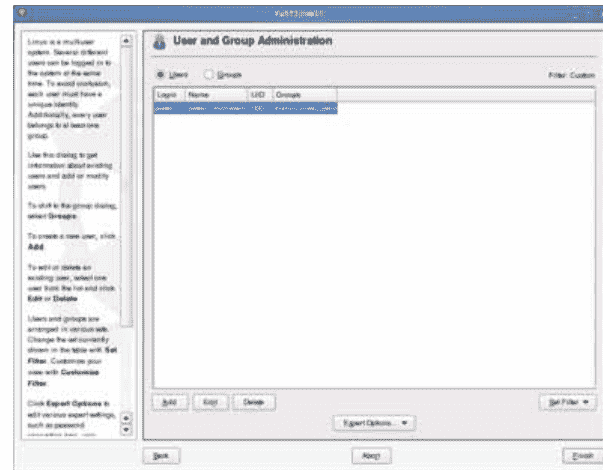 User and Group Administration
Linux is a multiuser
system. Several different
users can be logged in to
the system at the same
time. To avoid confusion,
each user must have a
unique identity.
Additionally, every user
belongs to at least one
group.
Use this dialog to get
information about existing
users and add or modify
users.
To shift to the group dialog,
select Groups.
To create a new user, click
Add.
To edit or delete an
existing user, select one
user from the list and click
Edit or Delete.
Users and groups are
arranged in various sets.
Change the set currently
shown in the table with Set
Filter. Customize your
view with Customize
Filter.
Click Expert Options to
edit various expert settings,
such as password
Users
Groups
Filter: Custom
Login Name UID Groups
Add Edit Delete
Set Filter
Expert Options...
Back Abort Finish